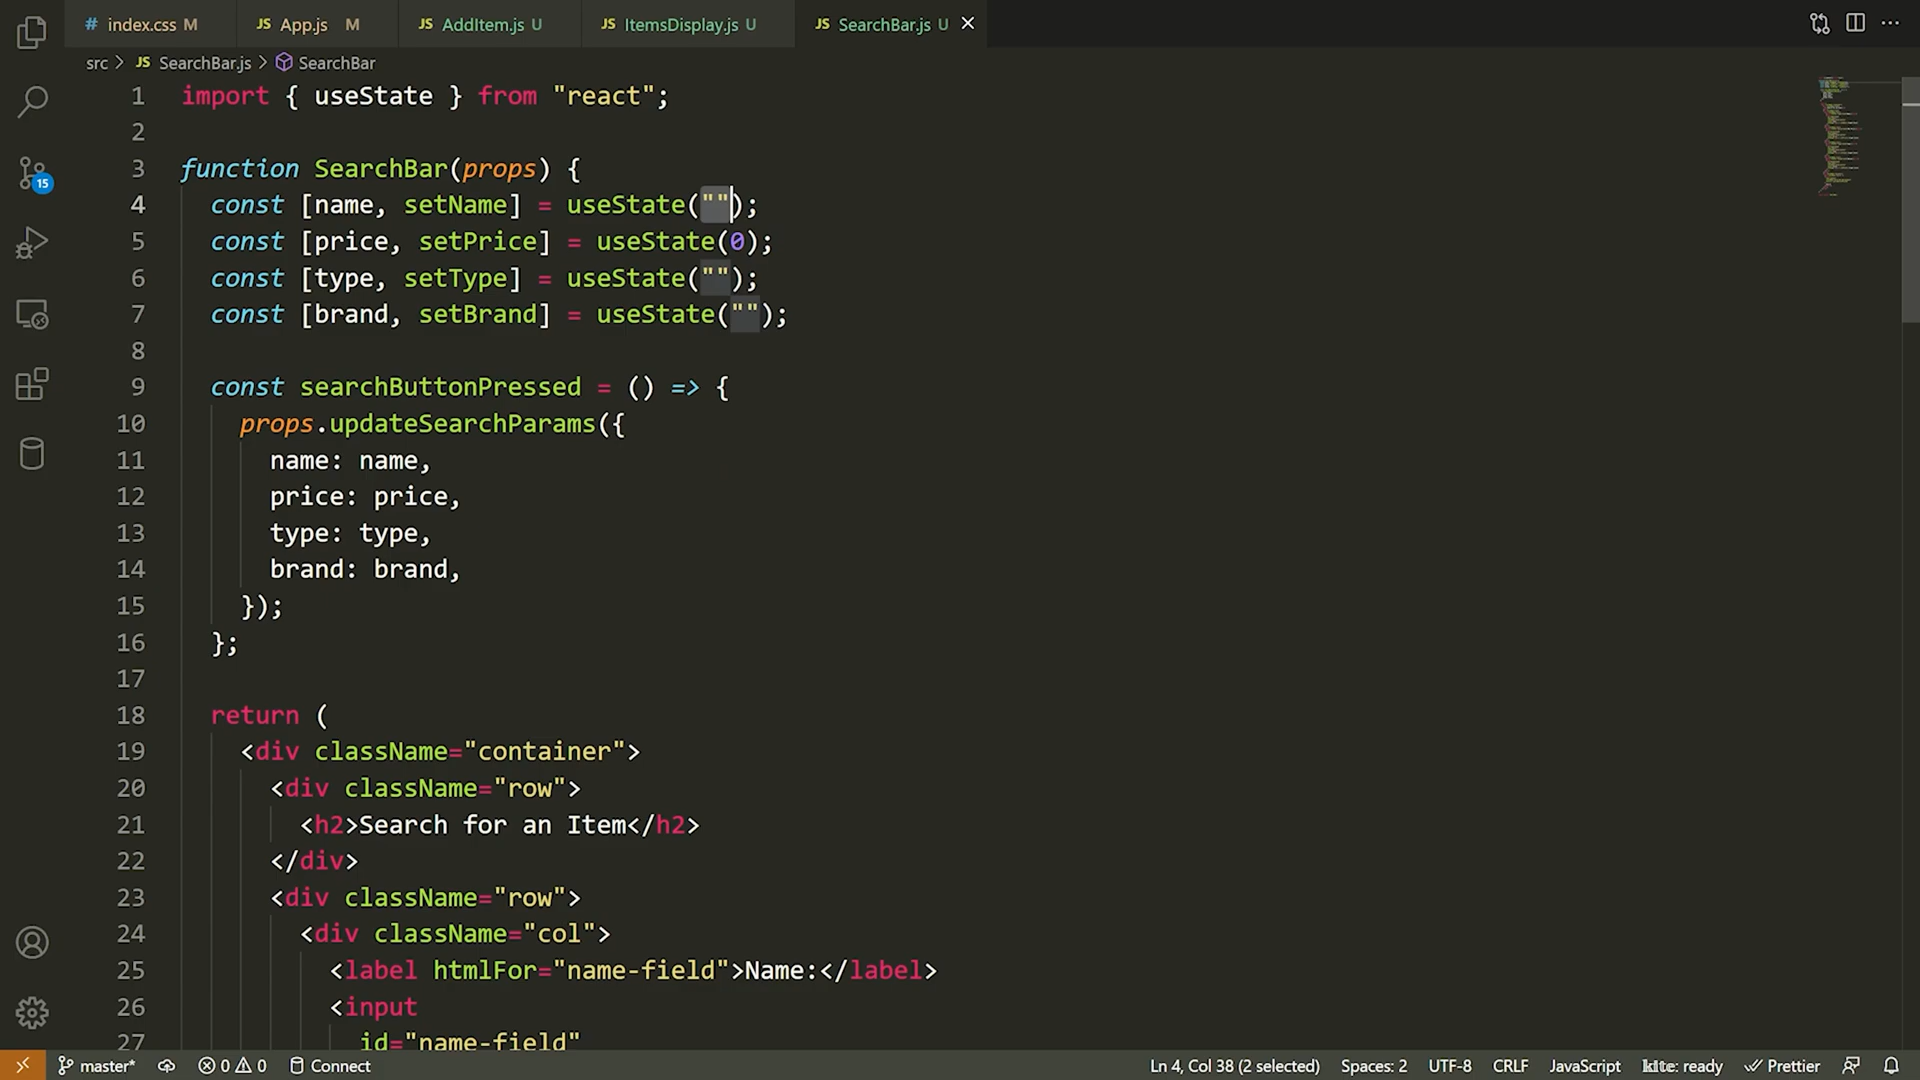 # index.css M
JS App.js M
JS AddItem.js U
JS ItemsDisplay.js U
JS SearchBar.js U
src > JS SearchBar.js > SearchBar
1 import { useState } from "react";
2
3 function SearchBar(props) {
4 const [name, setName] = useState("");
5 const [price, setPrice] = useState(0);
6 const [type, setType] = useState("");
7 const [brand, setBrand] = useState("");
8
9 const searchButtonPressed = () => {
10 props.updateSearchParams({
11 name: name,
12 price: price,
13 type: type,
14 brand: brand,
15 });
16 };
17
18 return (
19 <div className="container">
20 <div className="row">
21 <h2>Search for an Item</h2>
22 </div>
23 <div className="row">
24 <div className="col">
25 <label htmlFor="name-field">Name:</label>
26 <input
27 id="name-field"
15
master* 0 0 Connect Ln 4, Col 38 (2 selected) Spaces: 2 UTF-8 CRLF JavaScript kite: ready Prettier